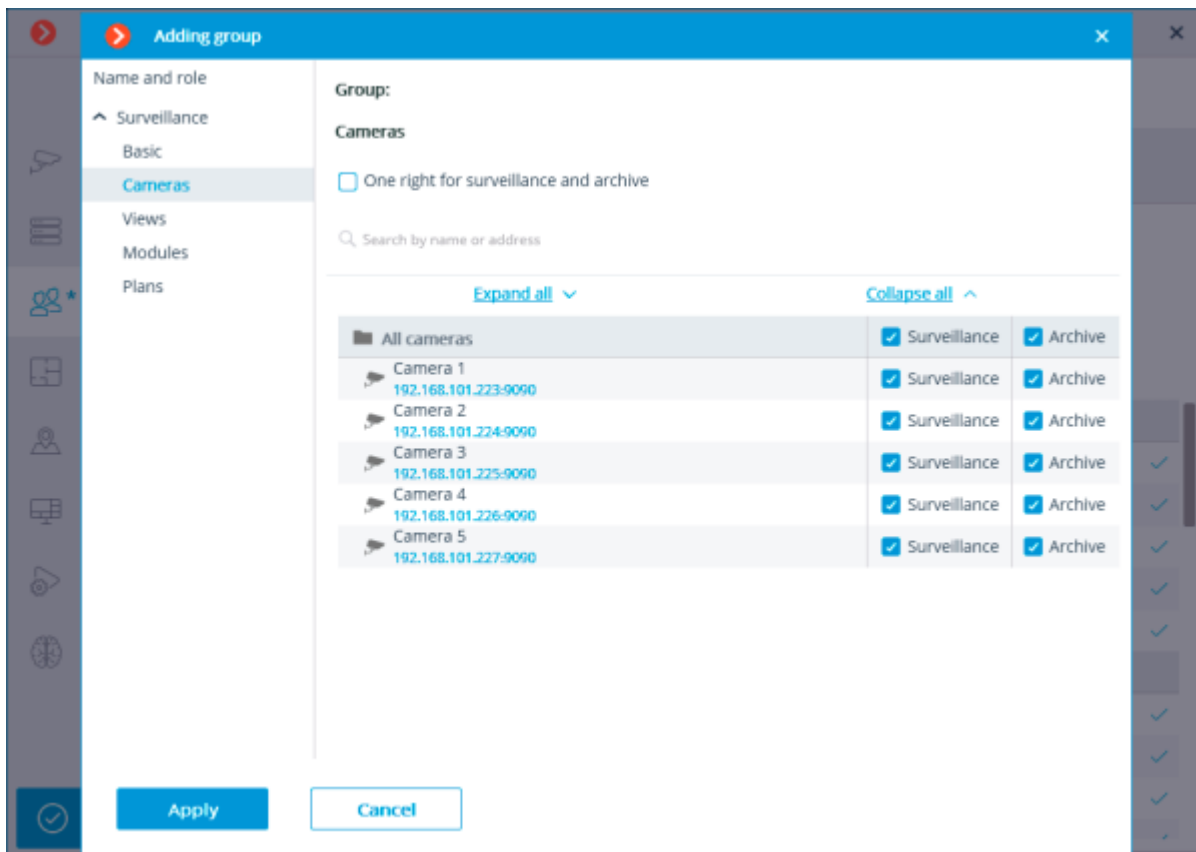 Adding group
Name and role
Surveillance
Basic
Cameras
Views
Modules
Plans
Group:
Cameras
One right for surveillance and archive
Search by name or address
Expand all
Collapse all
All cameras Surveillance Archive
Camera 1
192.168.101.223:9090
Surveillance Archive
Camera 2
192.168.101.224:9090
Surveillance Archive
Camera 3
192.168.101.225:9090
Surveillance Archive
Camera 4
192.168.101.226:9090
Surveillance Archive
Camera 5
192.168.101.227:9090
Surveillance Archive
Apply
Cancel